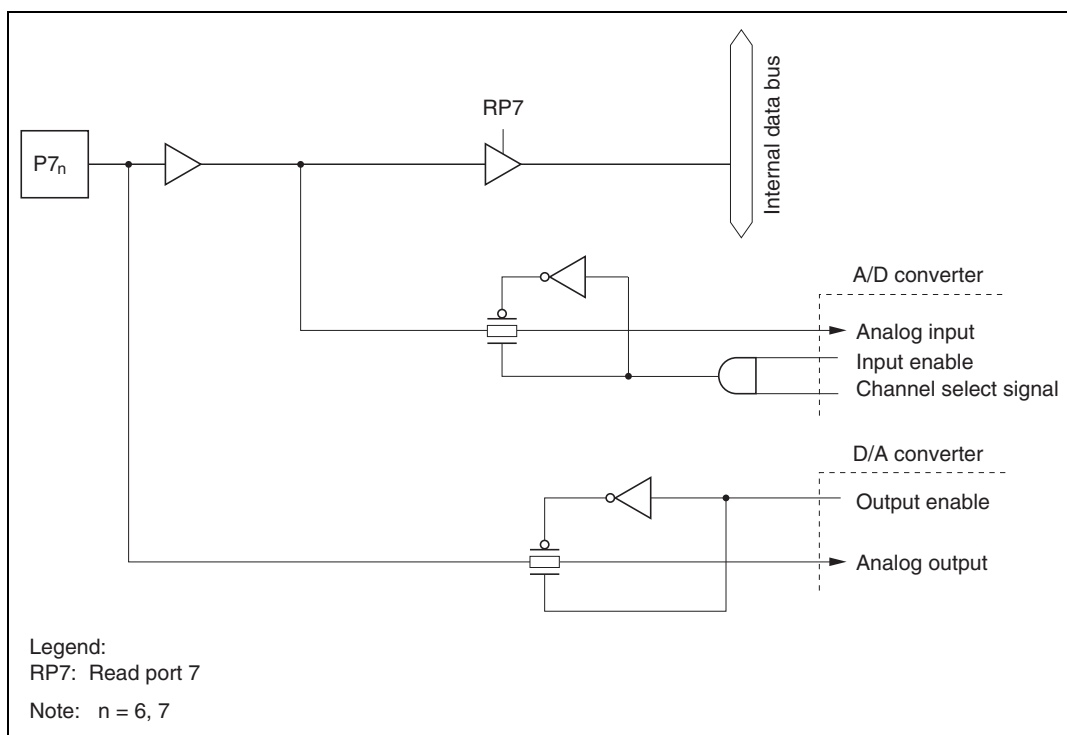 RP7
P7n
Internal data bus
A/D converter
Analog input
Input enable
Channel select signal
D/A converter
Output enable
Analog output
Legend:
RP7: Read port 7
Note: n = 6, 7